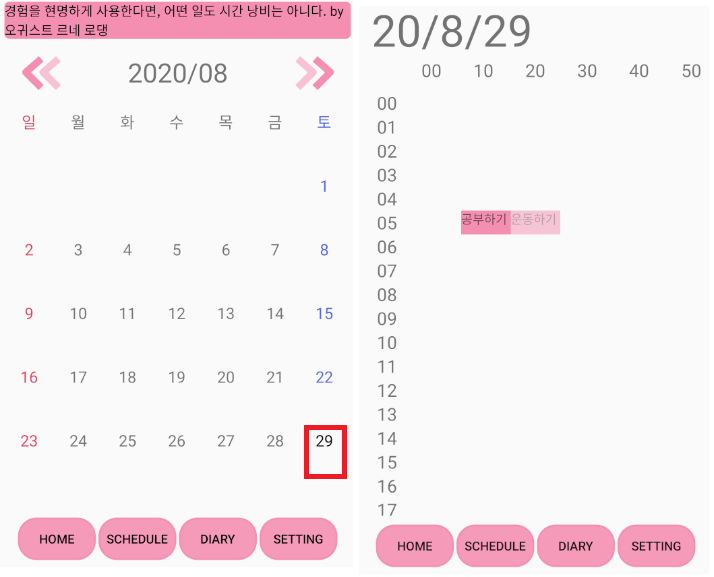 경험을 현명하게 사용한다면, 어떤 일도 시간 낭비는 아니다. by
오귀스트 르네 로댕
2020/08
일 월 화 수 목 금 토
1
2 3 4 5 6 7 8
9 10 11 12 13 14 15
16 17 18 19 20 21 22
23 24 25 26 27 28 29
HOME SCHEDULE DIARY SETTING
20/8/29
00 10 20 30 40 50
00
01
02
03
04
05 공부하기 운동하기
06
07
08
09
10
11
12
13
14
15
16
17
HOME SCHEDULE DIARY SETTING